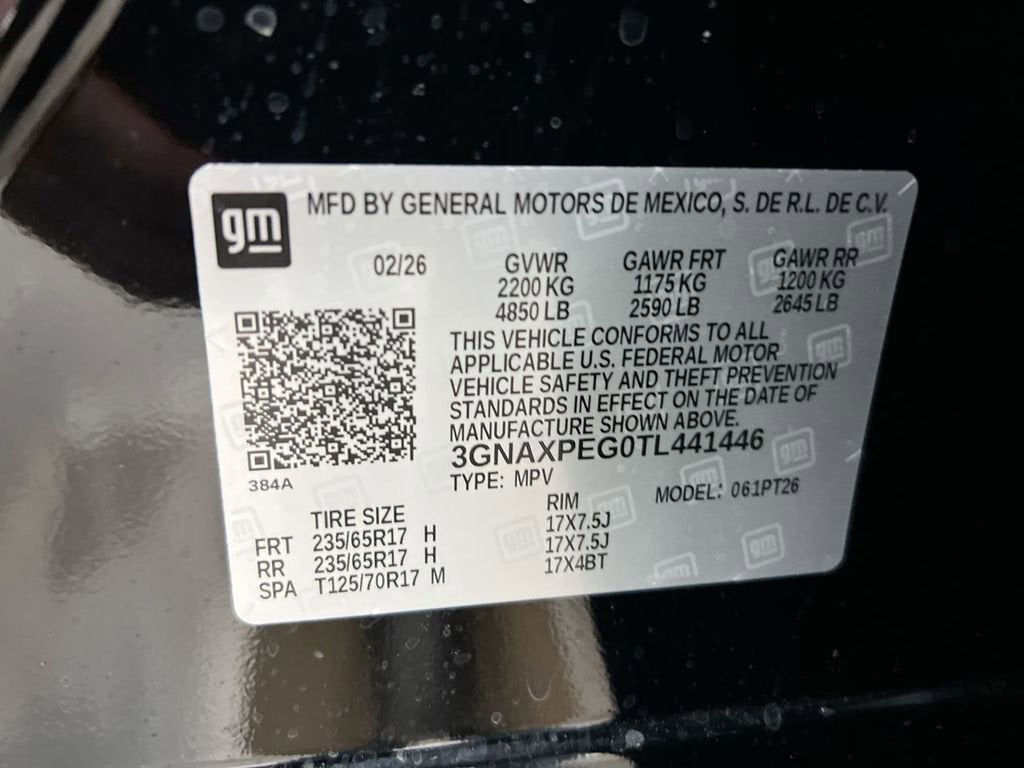 gm
MFD BY GENERAL MOTORS DE MEXICO, S. DE R.L. DE C.V.
02/26
GVWR GAWR FRT GAWR RR
2200 KG 1175 KG 1200 KG
4850 LB 2590 LB 2645 LB
THIS VEHICLE CONFORMS TO ALL
APPLICABLE U.S. FEDERAL MOTOR
VEHICLE SAFETY AND THEFT PREVENTION
STANDARDS IN EFFECT ON THE DATE OF
MANUFACTURE SHOWN ABOVE.
3GNAXPEG0TL441446
384A
TYPE: MPV MODEL: 061PT26
TIRE SIZE RIM
FRT 235/65R17 H 17X7.5J
RR 235/65R17 H 17X7.5J
SPA T125/70R17 M 17X4BT